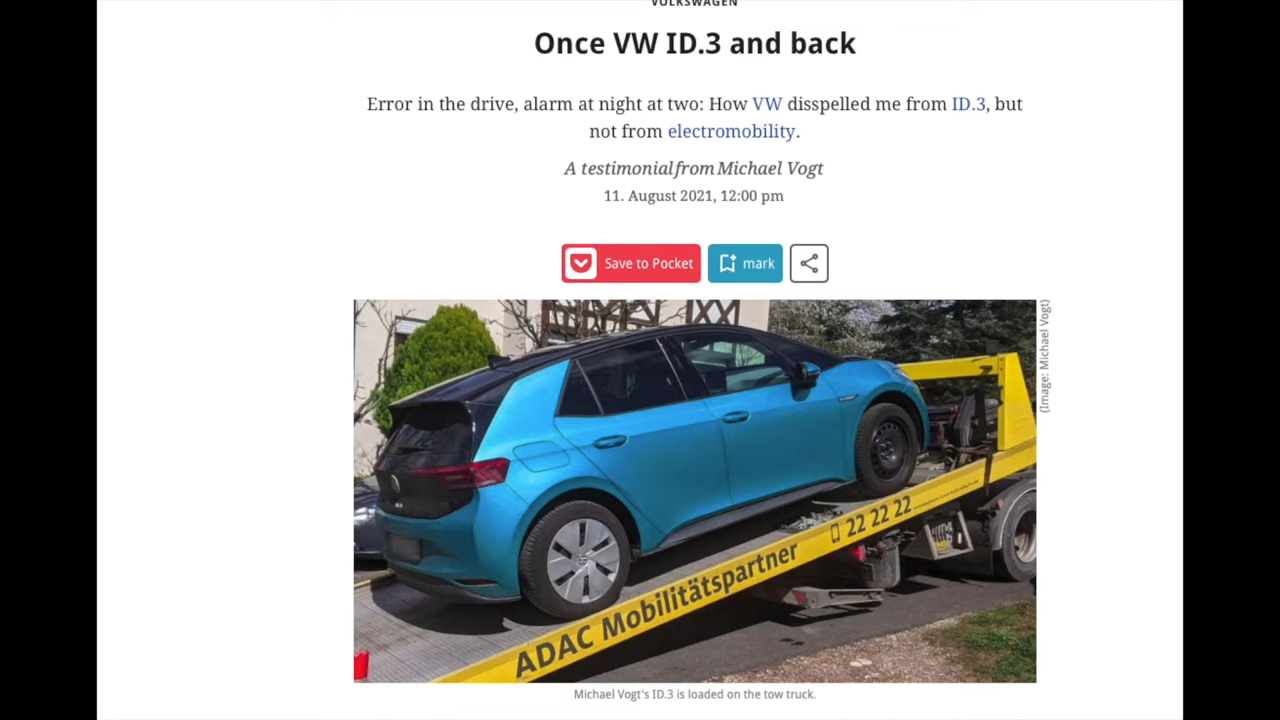 VOLKSWAGEN
Once VW ID.3 and back
Error in the drive, alarm at night at two: How VW disspelled me from ID.3, but
not from electromobility.
A testimonial from Michael Vogt
11. August 2021, 12:00 pm
Save to Pocket
mark
(Image: Michael Vogt)
22 22 22
ADAC Mobilitätspartner
Michael Vogt's ID.3 is loaded on the tow truck.